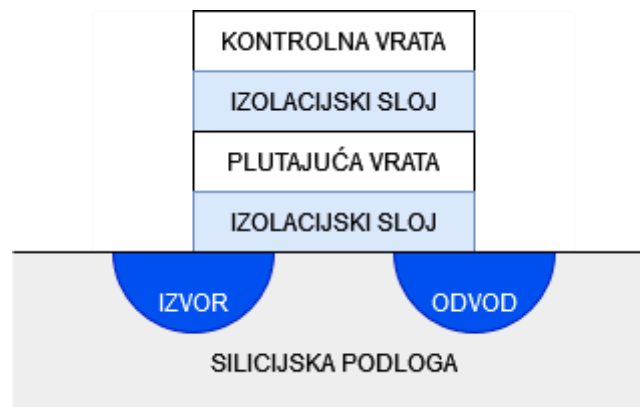 KONTROLNA VRATA
IZOLACIJSKI SLOJ
PLUTAJUĆA VRATA
IZOLACIJSKI SLOJ
IZVOR
ODVOD
SILICIJSKA PODLOGA